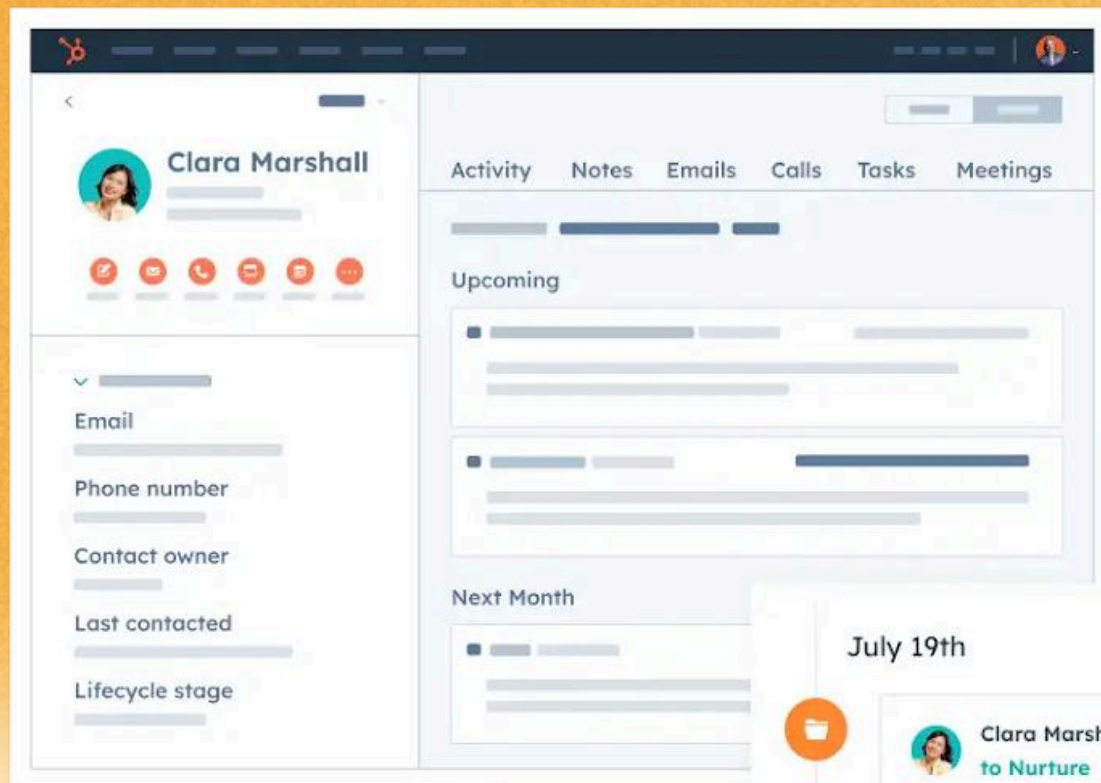 Clara Marshall
Activity Notes Emails Calls Tasks Meetings
Upcoming
Email
Phone number
Contact owner
Last contacted
Lifecycle stage
Next Month
July 19th
Clara Marsh
to Nurture